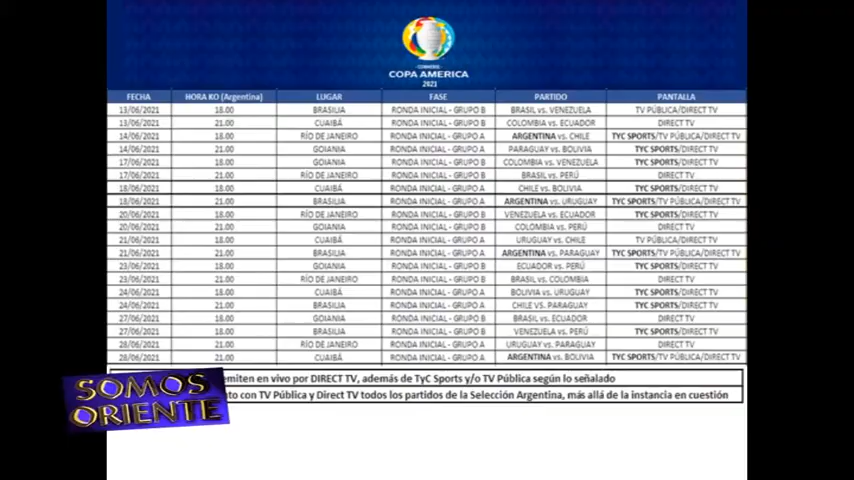 CONMEBOL
COPA AMERICA
2021
FECHA HORA KO (Argentina) LUGAR FASE PARTIDO PANTALLA
13/06/2021 18.00 BRASILIA RONDA INICIAL - GRUPO B BRASIL vs. VENEZUELA TV PÚBLICA/DIRECT TV
13/06/2021 21.00 CUAIBÁ RONDA INICIAL - GRUPO B COLOMBIA vs. ECUADOR DIRECT TV
14/06/2021 18.00 RÍO DE JANEIRO RONDA INICIAL - GRUPO A ARGENTINA vs. CHILE TYC SPORTS/TV PÚBLICA/DIRECT TV
14/06/2021 21.00 GOIANIA RONDA INICIAL - GRUPO A PARAGUAY vs. BOLIVIA TYC SPORTS/DIRECT TV
17/06/2021 18.00 GOIANIA RONDA INICIAL - GRUPO B COLOMBIA vs. VENEZUELA TYC SPORTS/DIRECT TV
17/06/2021 21.00 RÍO DE JANEIRO RONDA INICIAL - GRUPO B BRASIL vs. PERÚ DIRECT TV
18/06/2021 18.00 CUAIBÁ RONDA INICIAL - GRUPO A CHILE vs. BOLIVIA TYC SPORTS/DIRECT TV
18/06/2021 21.00 BRASILIA RONDA INICIAL - GRUPO A ARGENTINA vs. URUGUAY TYC SPORTS/TV PÚBLICA/DIRECT TV
20/06/2021 18.00 RÍO DE JANEIRO RONDA INICIAL - GRUPO B VENEZUELA vs. ECUADOR TYC SPORTS/DIRECT TV
20/06/2021 21.00 GOIANIA RONDA INICIAL - GRUPO B COLOMBIA vs. PERÚ DIRECT TV
21/06/2021 18.00 CUAIBÁ RONDA INICIAL - GRUPO A URUGUAY vs. CHILE TV PÚBLICA/DIRECT TV
21/06/2021 21.00 BRASILIA RONDA INICIAL - GRUPO A ARGENTINA vs. PARAGUAY TYC SPORTS/TV PÚBLICA/DIRECT TV
23/06/2021 18.00 GOIANIA RONDA INICIAL - GRUPO B ECUADOR vs. PERÚ TYC SPORTS/DIRECT TV
23/06/2021 21.00 RÍO DE JANEIRO RONDA INICIAL - GRUPO B BRASIL vs. COLOMBIA DIRECT TV
24/06/2021 18.00 CUAIBÁ RONDA INICIAL - GRUPO A BOLIVIA vs. URUGUAY TYC SPORTS/DIRECT TV
24/06/2021 21.00 BRASILIA RONDA INICIAL - GRUPO A CHILE vs. PARAGUAY TYC SPORTS/DIRECT TV
27/06/2021 18.00 GOIANIA RONDA INICIAL - GRUPO B BRASIL vs. ECUADOR DIRECT TV
27/06/2021 18.00 BRASILIA RONDA INICIAL - GRUPO B VENEZUELA vs. PERÚ TYC SPORTS/DIRECT TV
28/06/2021 21.00 RÍO DE JANEIRO RONDA INICIAL - GRUPO A URUGUAY vs. PARAGUAY DIRECT TV
28/06/2021 21.00 CUAIBÁ RONDA INICIAL - GRUPO A ARGENTINA vs. BOLIVIA TYC SPORTS/TV PÚBLICA/DIRECT TV
emiten en vivo por DIRECT TV, además de TyC Sports y/o TV Pública según lo señalado
nto con TV Pública y Direct TV todos los partidos de la Selección Argentina, más allá de la instancia en cuestión
SOMOS
ORIENTE